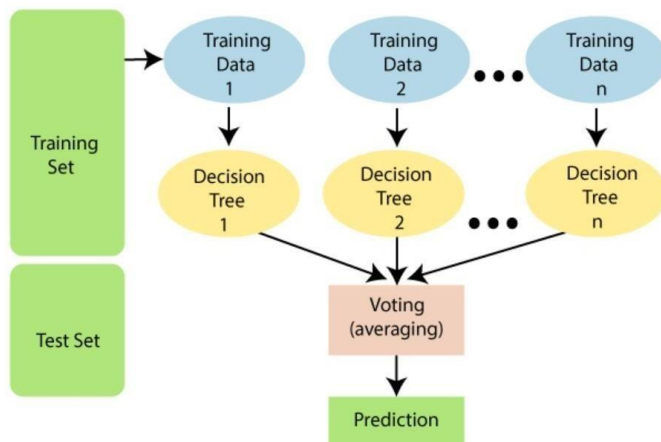 Training
Set
Test Set
Training
Data
1
Training
Data
2
Training
Data
n
Decision
Tree
1
Decision
Tree
2
Decision
Tree
n
Voting
(averaging)
Prediction